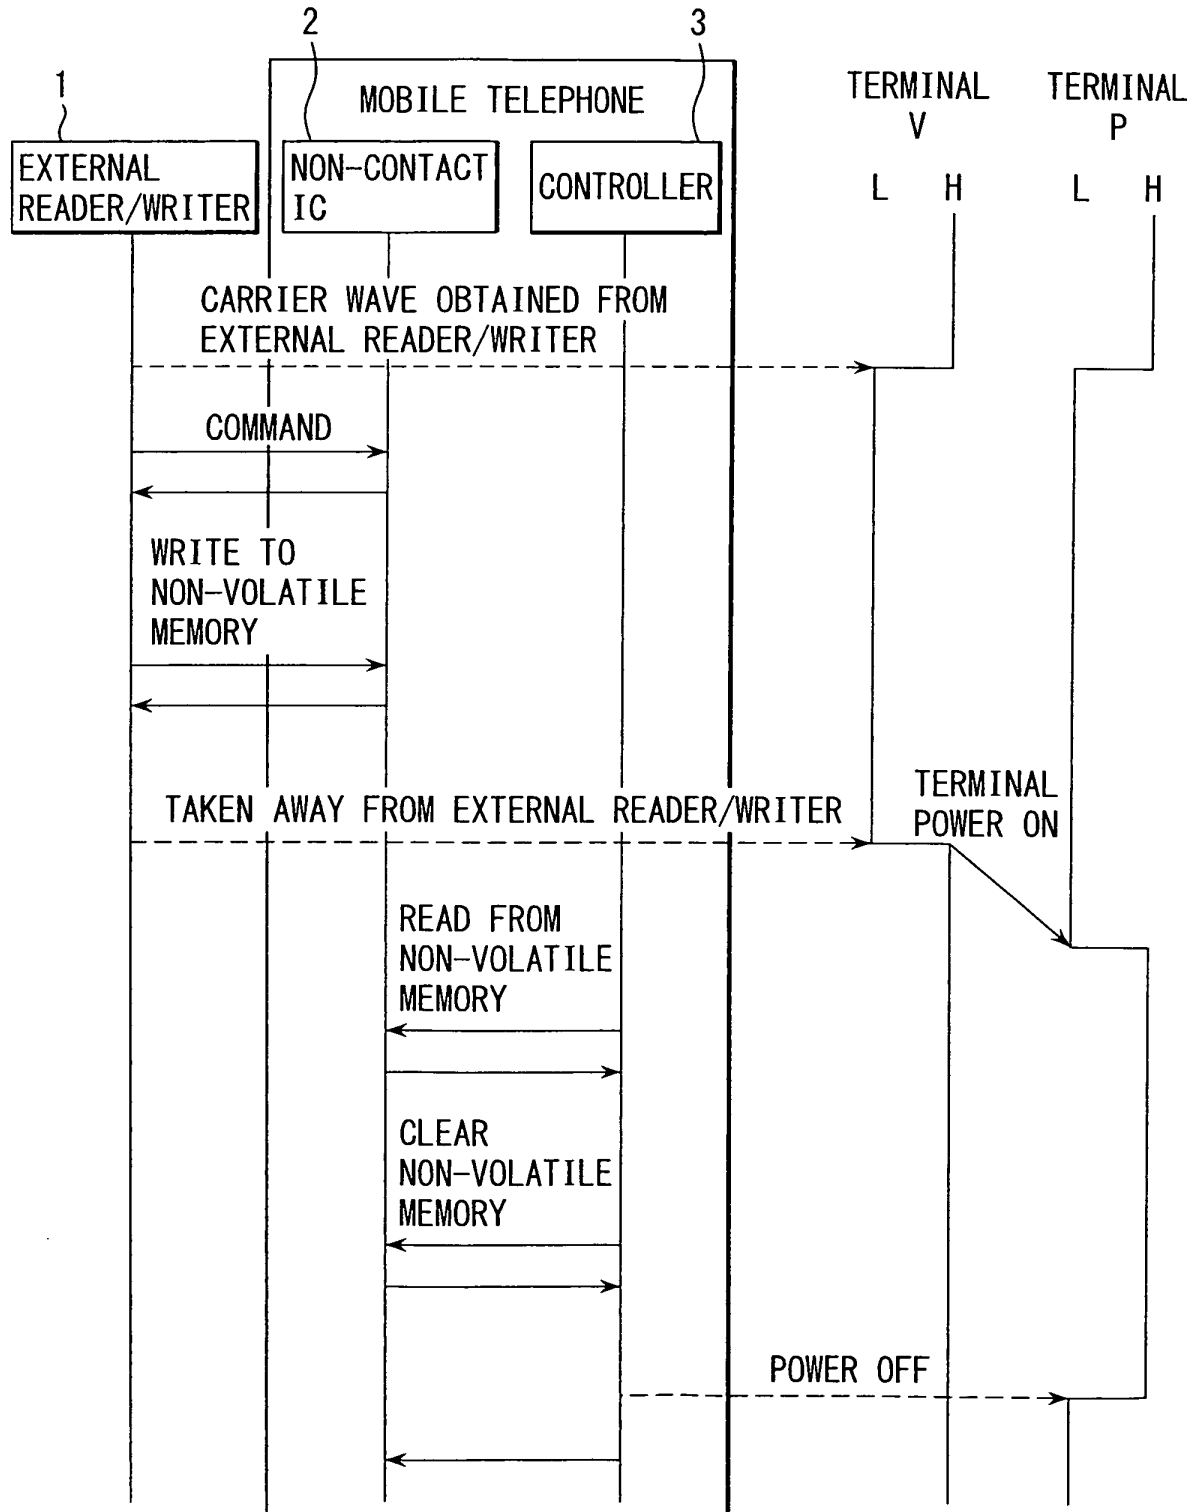 1
2
3
MOBILE TELEPHONE
TERMINAL
V
TERMINAL
P
EXTERNAL
READER/WRITER
NON-CONTACT
IC
CONTROLLER
L H
L H
CARRIER WAVE OBTAINED FROM
EXTERNAL READER/WRITER
COMMAND
WRITE TO
NON-VOLATILE
MEMORY
TAKEN AWAY FROM EXTERNAL READER/WRITER
TERMINAL
POWER ON
READ FROM
NON-VOLATILE
MEMORY
CLEAR
NON-VOLATILE
MEMORY
POWER OFF